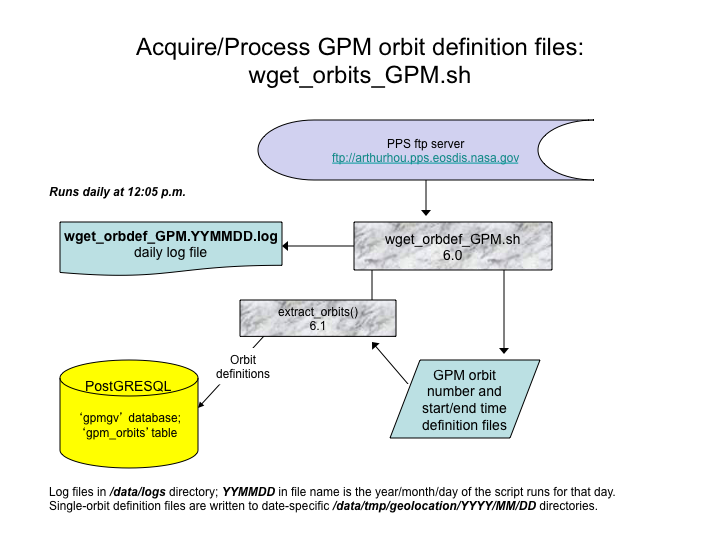 Acquire/Process GPM orbit definition files:
wget_orbits_GPM.sh
PPS ftp server
ftp://arthurhou.pps.eosdis.nasa.gov
Runs daily at 12:05 p.m.
wget_orbdef_GPM.YYMMDD.log
daily log file
wget_orbdef_GPM.sh
6.0
extract_orbits()
6.1
Orbit
definitions
PostGRESQL
‘gpmgv’ database;
‘gpm_orbits’ table
GPM orbit
number and
start/end time
definition files
Log files in /data/logs directory; YYMMDD in file name is the year/month/day of the script runs for that day.
Single-orbit definition files are written to date-specific /data/tmp/geolocation/YYYY/MM/DD directories.